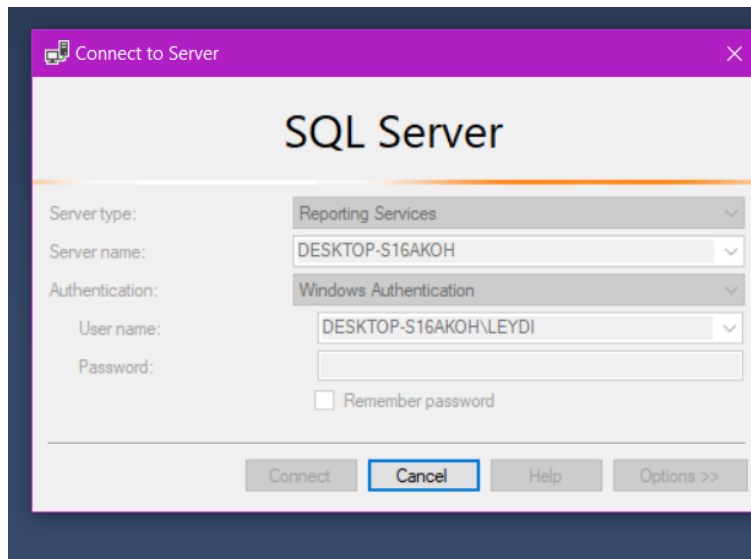 Connect to Server
SQL Server
Server type: Reporting Services
Server name: DESKTOP-S16AKOH
Authentication: Windows Authentication
User name: DESKTOP-S16AKOH\LEYDI
Password:
Remember password
Connect Cancel Help Options >>